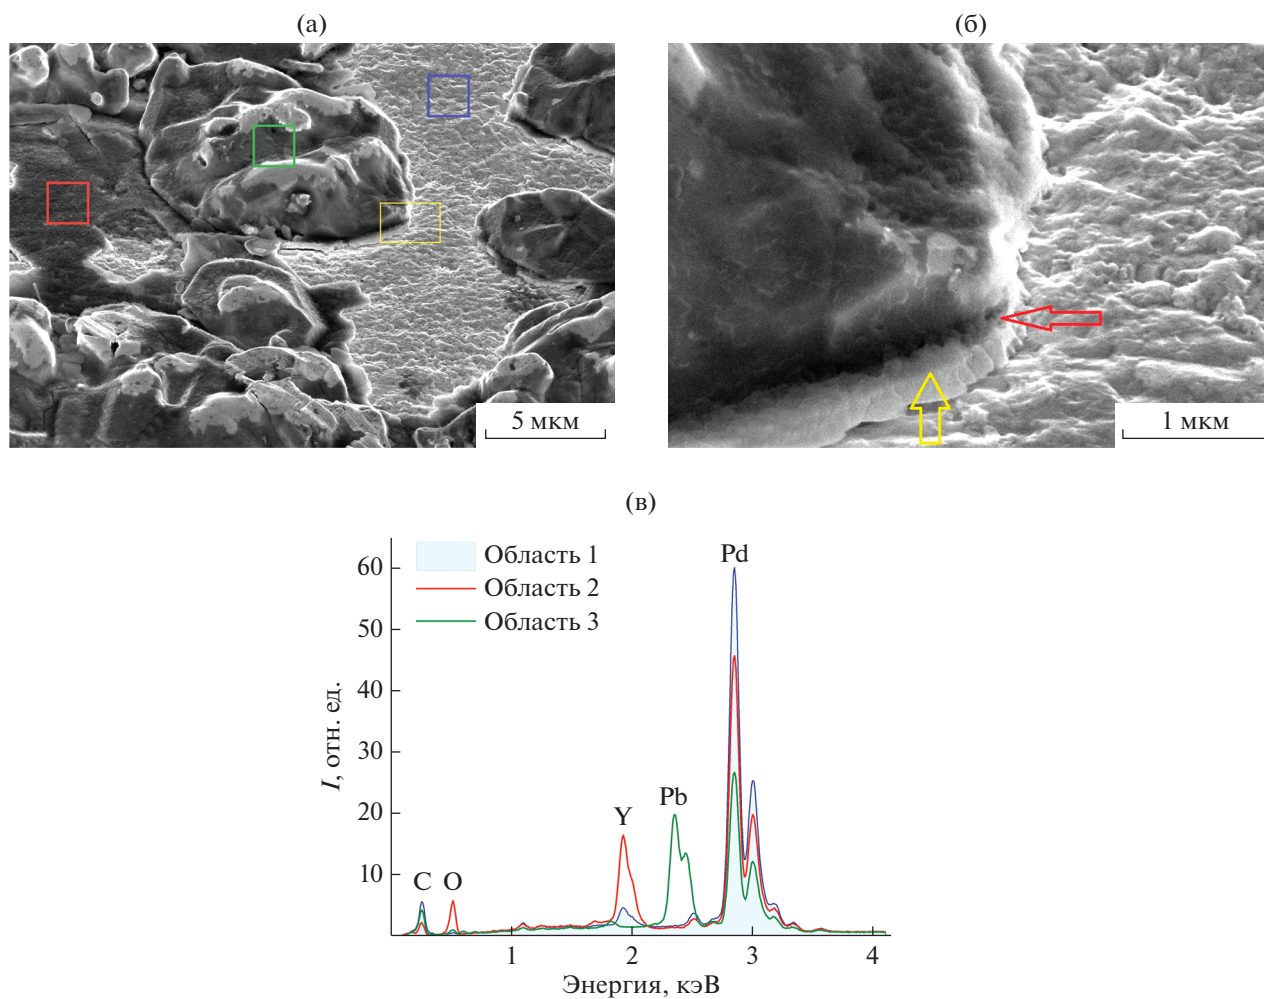 (а)
(б)
5 мкм
1 мкм
(в)
Область 1
Область 2
Область 3
I, отн. ед.
60
50
40
30
20
10
C
O
Y
Pb
Pd
1
2
3
4
Энергия, кэВ